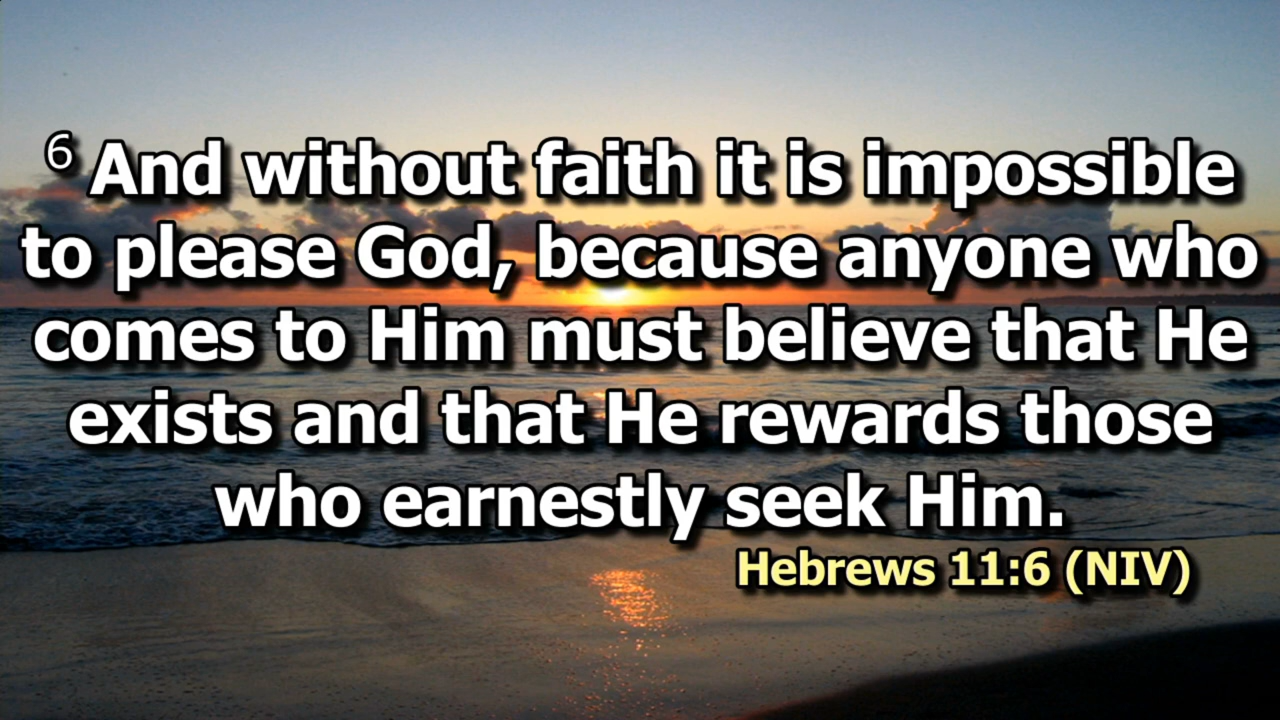 6 And without faith it is impossible
to please God, because anyone who
comes to Him must believe that He
exists and that He rewards those
who earnestly seek Him.
Hebrews 11:6 (NIV)